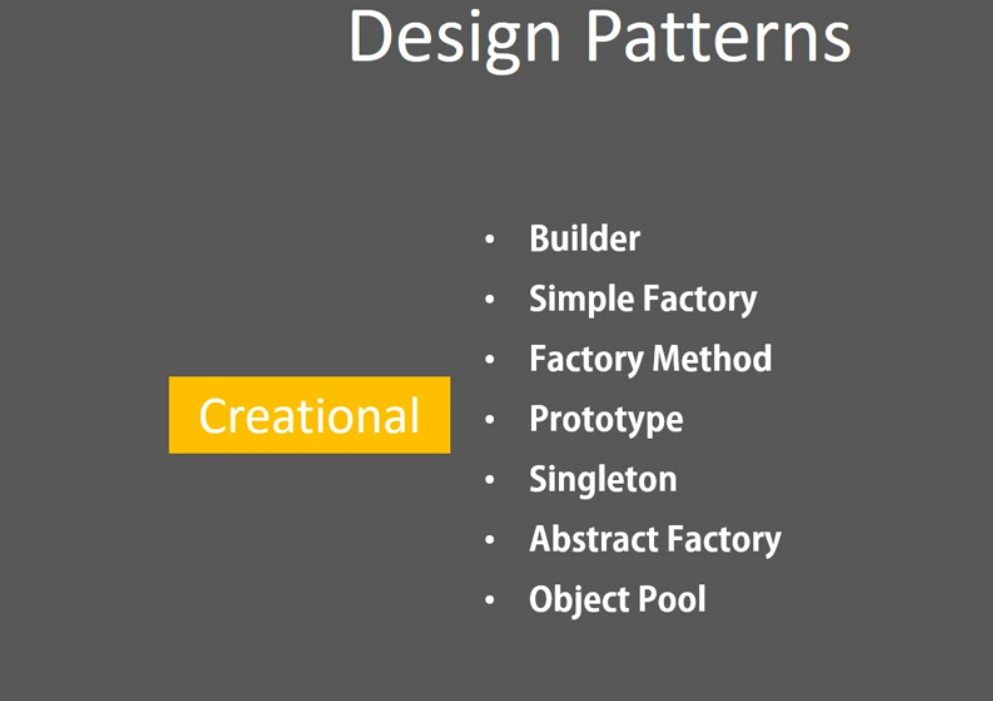 Design Patterns
Creational
• Builder
• Simple Factory
• Factory Method
• Prototype
• Singleton
• Abstract Factory
• Object Pool